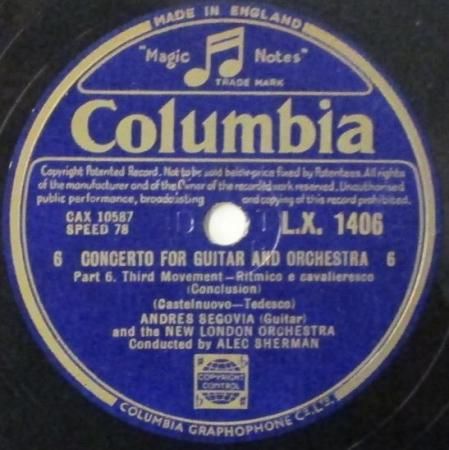 MADE IN ENGLAND
"Magic Notes"
TRADE MARK
Columbia
Copyright Patented Record. Not to be sold below price fixed by Patentees. All rights
of the manufacturer and of the Owner of the recorded work reserved. Unauthorised
public performance, broadcasting and copying of this record prohibited.
CAX 10587
SPEED 78
L.X. 1406
6 CONCERTO FOR GUITAR AND ORCHESTRA 6
Part 6. Third Movement—Ritmico e cavalleresco
(Conclusion)
(Castelnuovo—Tedesco)
ANDRES SEGOVIA (Guitar)
and the NEW LONDON ORCHESTRA
Conducted by ALEC SHERMAN
COPYRIGHT
CONTROL
COLUMBIA GRAPHOPHONE Co. Ltd.